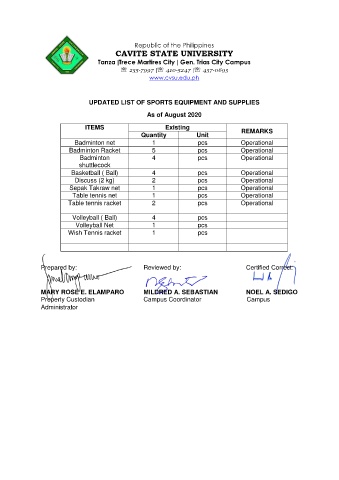 Republic of the Philippines
CAVITE STATE UNIVERSITY
Tanza |Trece Martires City | Gen. Trias City Campus
☏ 235-7997 |☏ 410-5247 |☏ 437-0693
www.cvsu.edu.ph
UPDATED LIST OF SPORTS EQUIPMENT AND SUPPLIES
As of August 2020
ITEMS Existing REMARKS
Quantity Unit
Badminton net 1 pcs Operational
Badminton Racket 5 pcs Operational
Badminton shuttlecock 4 pcs Operational
Basketball ( Ball) 4 pcs Operational
Discuss (2 kg) 2 pcs Operational
Sepak Takraw net 1 pcs Operational
Table tennis net 1 pcs Operational
Table tennis racket 2 pcs Operational
Volleyball ( Ball) 4 pcs
Volleyball Net 1 pcs
Wish Tennis racket 1 pcs
Prepared by: Reviewed by: Certified Correct:
MARY ROSE E. ELAMPARO MILDRED A. SEBASTIAN NOEL A. SEDIGO
Property Custodian Campus Coordinator Campus
Administrator